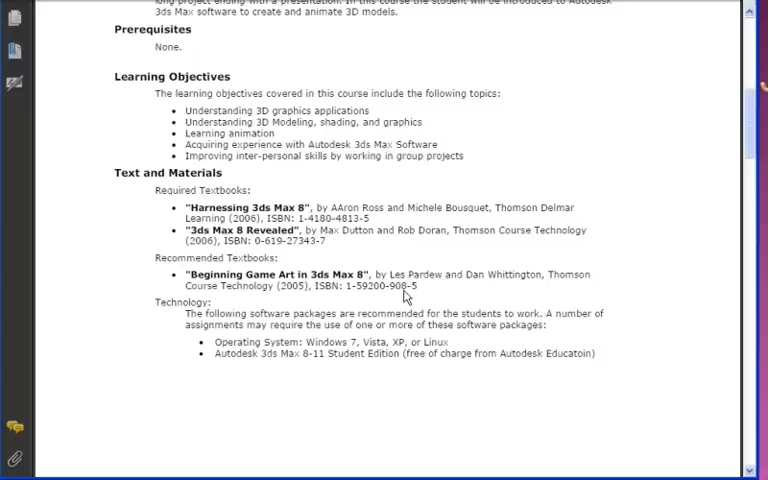 long project ending with a presentation. In this course the student will be introduced to Autodesk
3ds Max software to create and animate 3D models.
Prerequisites
None.
Learning Objectives
The learning objectives covered in this course include the following topics:
• Understanding 3D graphics applications
• Understanding 3D Modeling, shading, and graphics
• Learning animation
• Acquiring experience with Autodesk 3ds Max Software
• Improving inter-personal skills by working in group projects
Text and Materials
Required Textbooks:
• "Harnessing 3ds Max 8", by AAron Ross and Michele Bousquet, Thomson Delmar
Learning (2006), ISBN: 1-4180-4813-5
• "3ds Max 8 Revealed", by Max Dutton and Rob Doran, Thomson Course Technology
(2006), ISBN: 0-619-27343-7
Recommended Textbooks:
• "Beginning Game Art in 3ds Max 8", by Les Pardew and Dan Whittington, Thomson
Course Technology (2005), ISBN: 1-59200-908-5
Technology:
The following software packages are recommended for the students to work. A number of
assignments may require the use of one or more of these software packages:
• Operating System: Windows 7, Vista, XP, or Linux
• Autodesk 3ds Max 8-11 Student Edition (free of charge from Autodesk Educatoin)